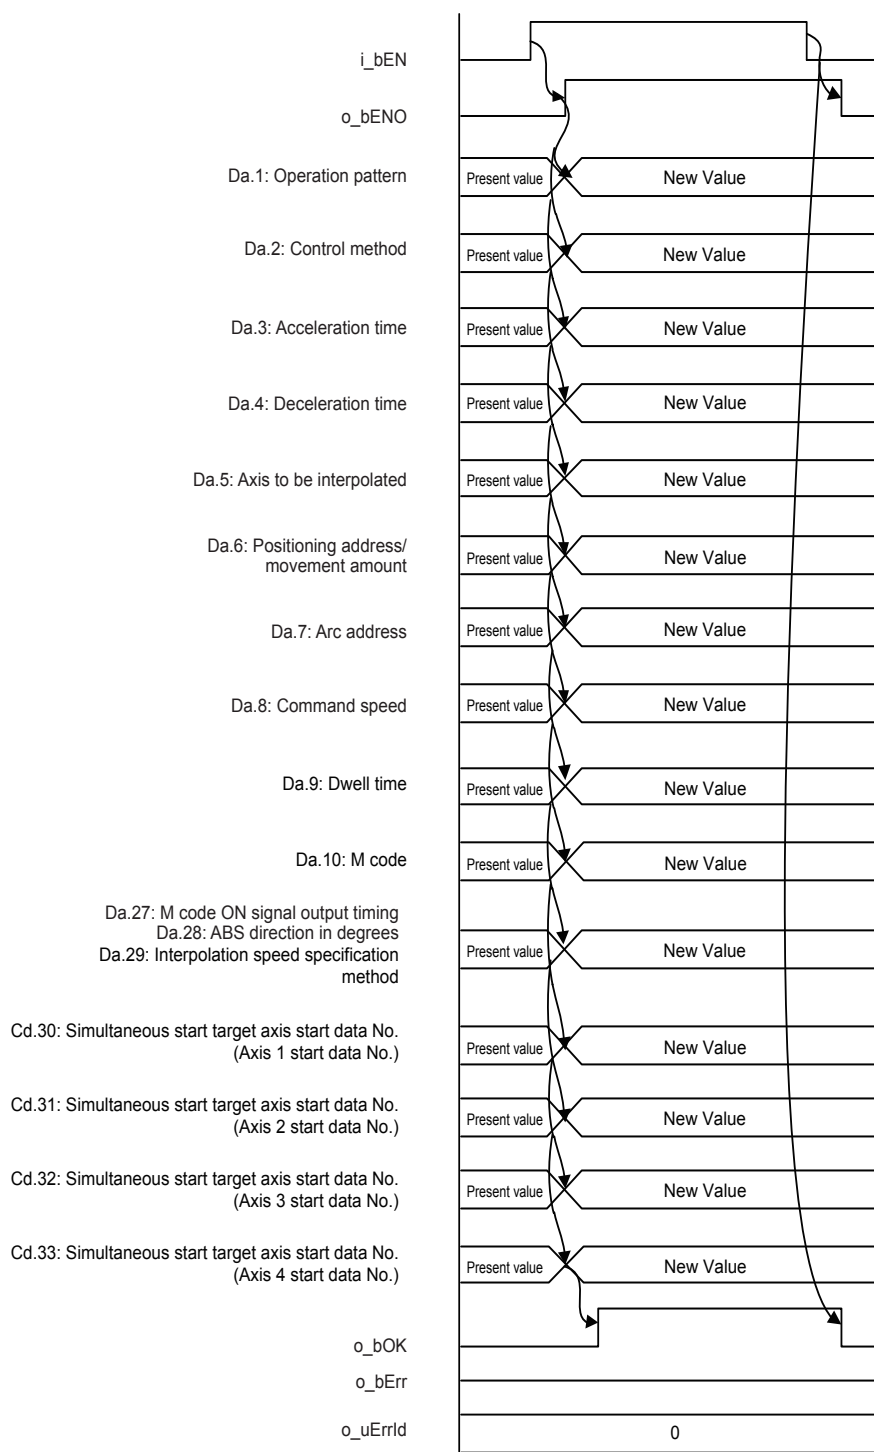 i_bEN
o_bENO
Da.1: Operation pattern Present value New Value
Da.2: Control method Present value New Value
Da.3: Acceleration time Present value New Value
Da.4: Deceleration time Present value New Value
Da.5: Axis to be interpolated Present value New Value
Da.6: Positioning address/
movement amount Present value New Value
Da.7: Arc address Present value New Value
Da.8: Command speed Present value New Value
Da.9: Dwell time Present value New Value
Da.10: M code Present value New Value
Da.27: M code ON signal output timing
Da.28: ABS direction in degrees
Da.29: Interpolation speed specification
method Present value New Value
Cd.30: Simultaneous start target axis start data No.
(Axis 1 start data No.) Present value New Value
Cd.31: Simultaneous start target axis start data No.
(Axis 2 start data No.) Present value New Value
Cd.32: Simultaneous start target axis start data No.
(Axis 3 start data No.) Present value New Value
Cd.33: Simultaneous start target axis start data No.
(Axis 4 start data No.) Present value New Value
o_bOK
o_bErr
o_uErrId 0